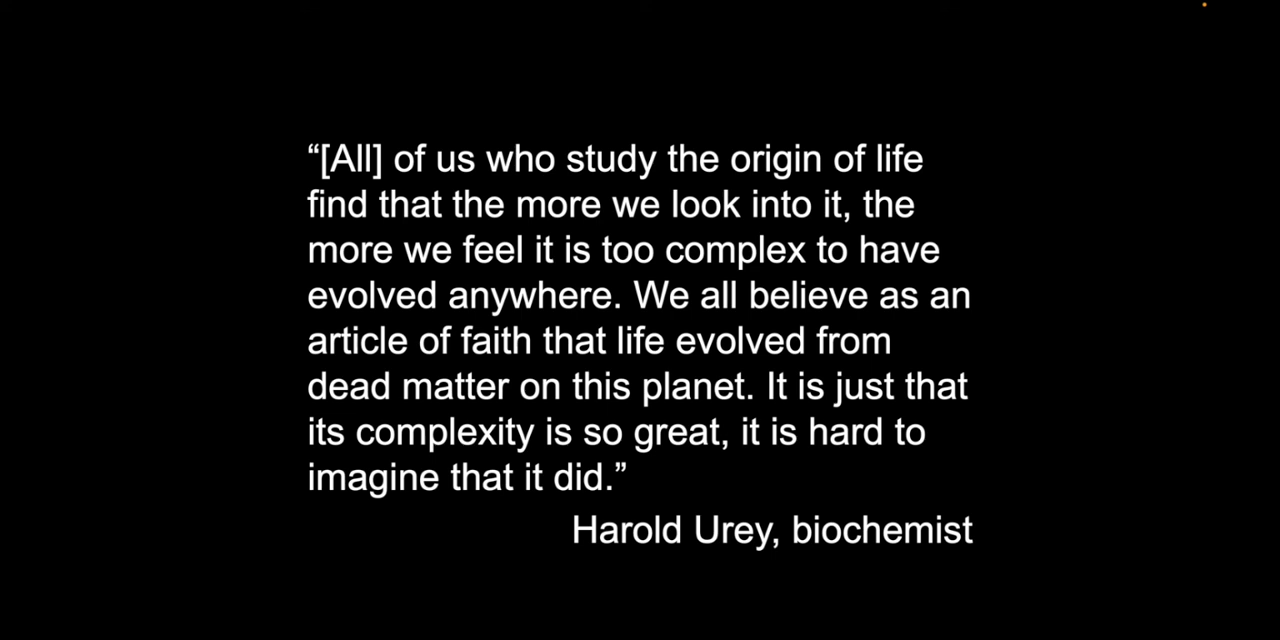 “[All] of us who study the origin of life
find that the more we look into it, the
more we feel it is too complex to have
evolved anywhere. We all believe as an
article of faith that life evolved from
dead matter on this planet. It is just that
its complexity is so great, it is hard to
imagine that it did.”
Harold Urey, biochemist